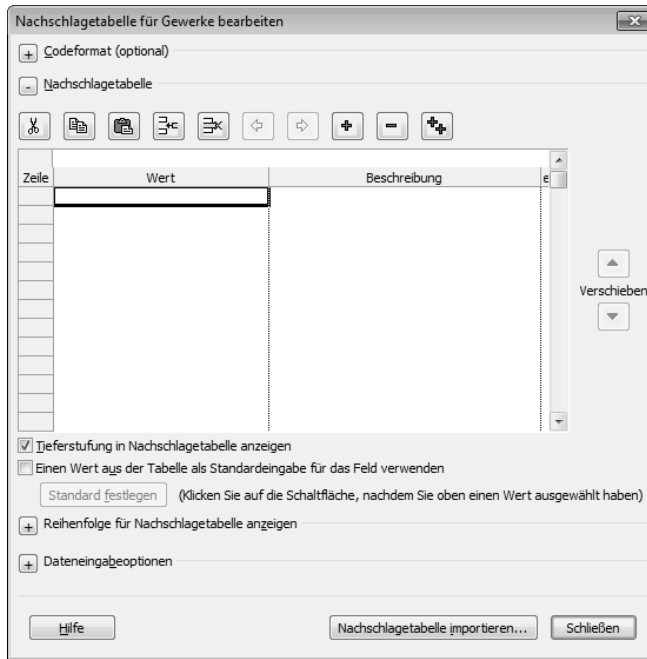 Nachschlagetabelle für Gewerke bearbeiten
Codeformat (optional)
Nachschlagetabelle
Zeile Wert Beschreibung e
Verschieben
Tieferstufung in Nachschlagetabelle anzeigen
Einen Wert aus der Tabelle als Standardeingabe für das Feld verwenden
Standard festlegen (Klicken Sie auf die Schaltfläche, nachdem Sie oben einen Wert ausgewählt haben)
Reihenfolge für Nachschlagetabelle anzeigen
Dateneingabeoptionen
Hilfe Nachschlagetabelle importieren... Schließen